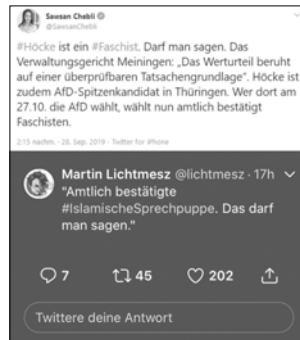 Sawsan Chebli
@SawsanChebli
#Höcke ist ein #Faschist. Darf man sagen. Das
Verwaltungsgericht Meiningen: „Das Werturteil beruht
auf einer überprüfbaren Tatsachengrundlage“. Höcke ist
zudem AfD-Spitzenkandidat in Thüringen. Wer dort am
27.10. die AfD wählt, wählt nun amtlich bestätigt
Faschisten.
2:15 nachm. · 28. Sep. 2019 · Twitter for iPhone
Martin Lichtmesz @lichtmesz · 17h
"Amtlich bestätigte
#IslamischeSprechpuppe. Das darf
man sagen."
7 45 202
Twittere deine Antwort